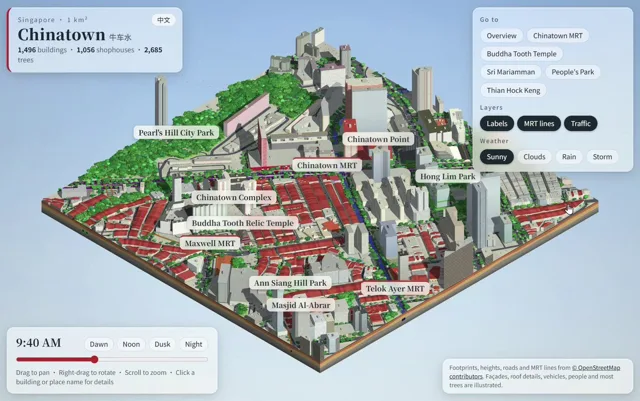 Singapore • 1 km²
中文
Chinatown 牛车水
1,496 buildings • 1,056 shophouses • 2,685
trees
Go to
Overview
Chinatown MRT
Buddha Tooth Temple
Sri Mariamman
People's Park
Thian Hock Keng
Layers
Labels
MRT lines
Traffic
Weather
Sunny
Clouds
Rain
Storm
Pearl's Hill City Park
Chinatown Point
Chinatown MRT
Hong Lim Park
Chinatown Complex
Buddha Tooth Relic Temple
Maxwell MRT
Ann Siang Hill Park
Telok Ayer MRT
Masjid Al-Abrar
9:40 AM
Dawn
Noon
Dusk
Night
Drag to pan • Right-drag to rotate • Scroll to zoom • Click a
building or place name for details
Footprints, heights, roads and MRT lines from © OpenStreetMap
contributors. Façades, roof details, vehicles, people and most
trees are illustrated.